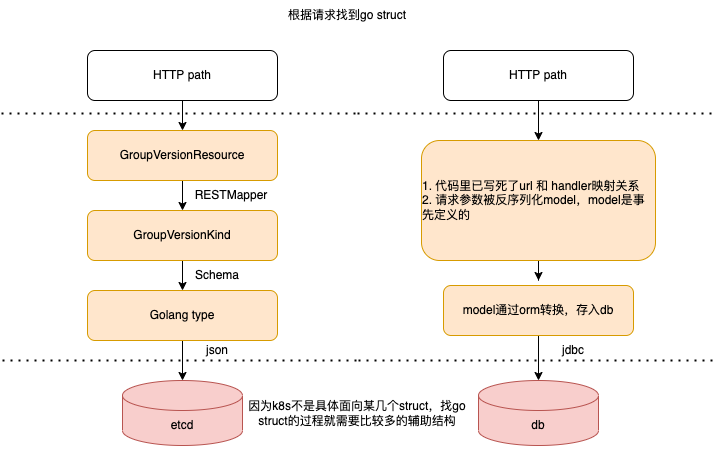 根据请求找到go struct
HTTP path
GroupVersionResource
RESTMapper
GroupVersionKind
Schema
Golang type
json
etcd
因为k8s不是具体面向某几个struct，找go
struct的过程就需要比较多的辅助结构
HTTP path
1. 代码里已写死了url 和 handler映射关系
2. 请求参数被反序列化model，model是事
先定义的
model通过orm转换，存入db
jdbc
db